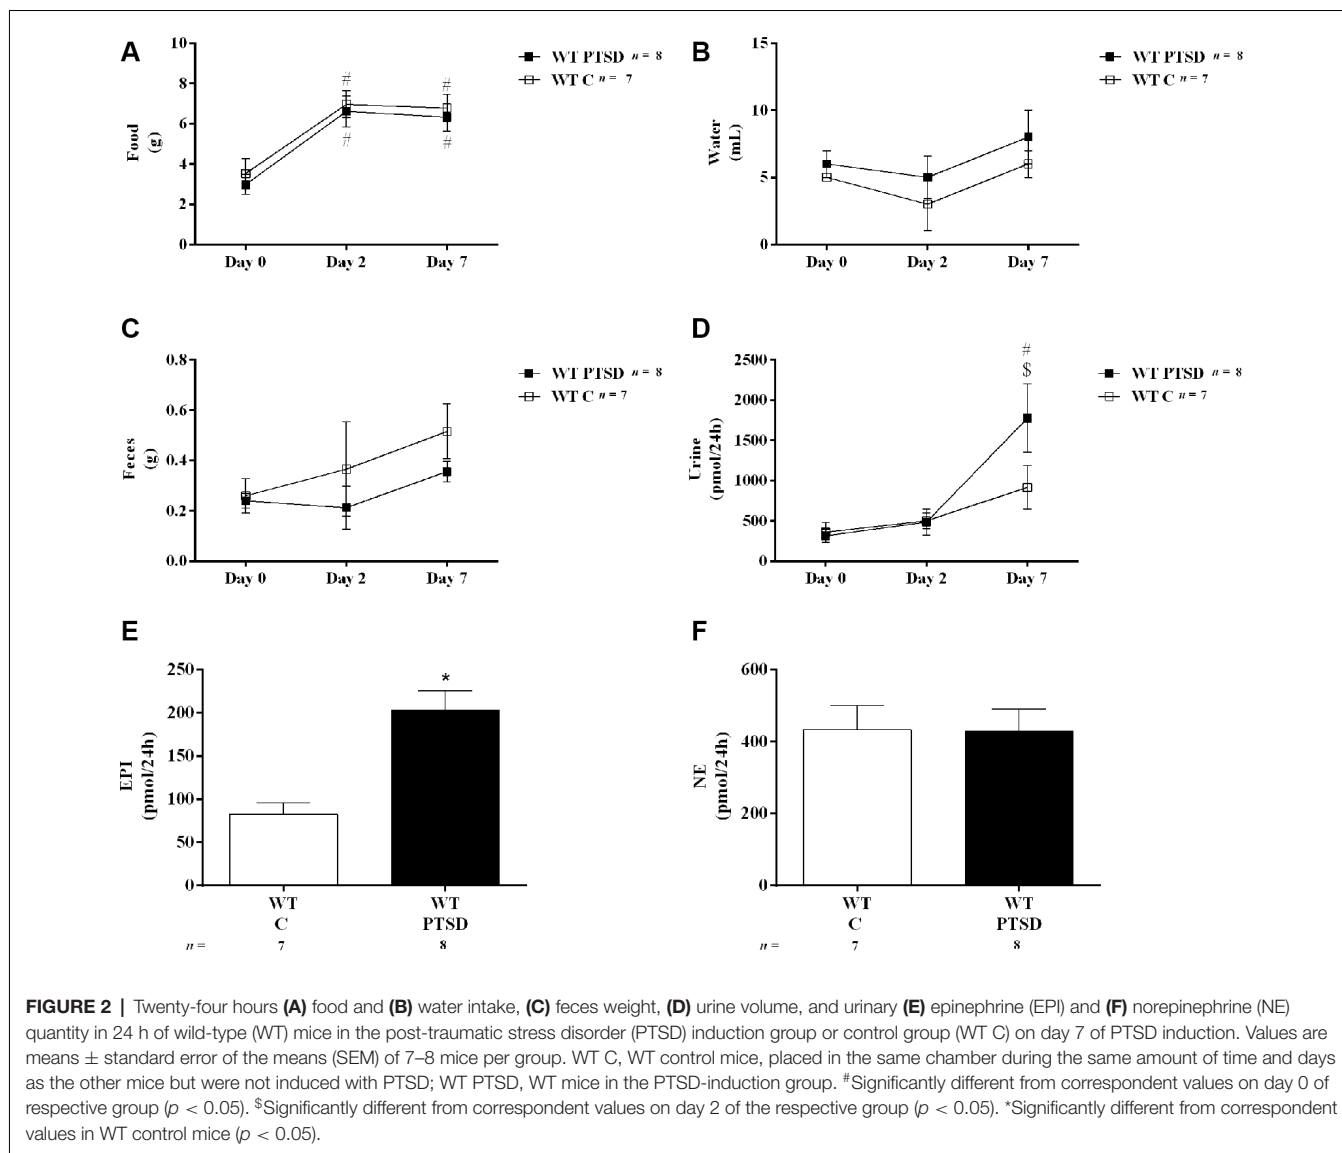 A
10
8
6
4
2
0
Food
(g)
#
#
#
#
Day 0 Day 2 Day 7
WT PTSD n = 8
WT C n = 7
B
15
10
5
0
Water
(mL)
Day 0 Day 2 Day 7
WT PTSD n = 8
WT C n = 7
C
0.8
0.6
0.4
0.2
0.0
Feces
(g)
Day 0 Day 2 Day 7
WT PTSD n = 8
WT C n = 7
D
2500
2000
1500
1000
500
0
Urine
(pmol/24h)
#
$
Day 0 Day 2 Day 7
WT PTSD n = 8
WT C n = 7
E
250
200
150
100
50
0
EPI
(pmol/24h)
*
WT WT
C PTSD
n = 7 8
F
600
400
200
0
NE
(pmol/24h)
WT WT
C PTSD
n = 7 8
FIGURE 2 | Twenty-four hours (A) food and (B) water intake, (C) feces weight, (D) urine volume, and urinary (E) epinephrine (EPI) and (F) norepinephrine (NE)
quantity in 24 h of wild-type (WT) mice in the post-traumatic stress disorder (PTSD) induction group or control group (WT C) on day 7 of PTSD induction. Values are
means ± standard error of the means (SEM) of 7–8 mice per group. WT C, WT control mice, placed in the same chamber during the same amount of time and days
as the other mice but were not induced with PTSD; WT PTSD, WT mice in the PTSD-induction group. #Significantly different from correspondent values on day 0 of
respective group (p < 0.05). $Significantly different from correspondent values on day 2 of the respective group (p < 0.05). *Significantly different from correspondent
values in WT control mice (p < 0.05).